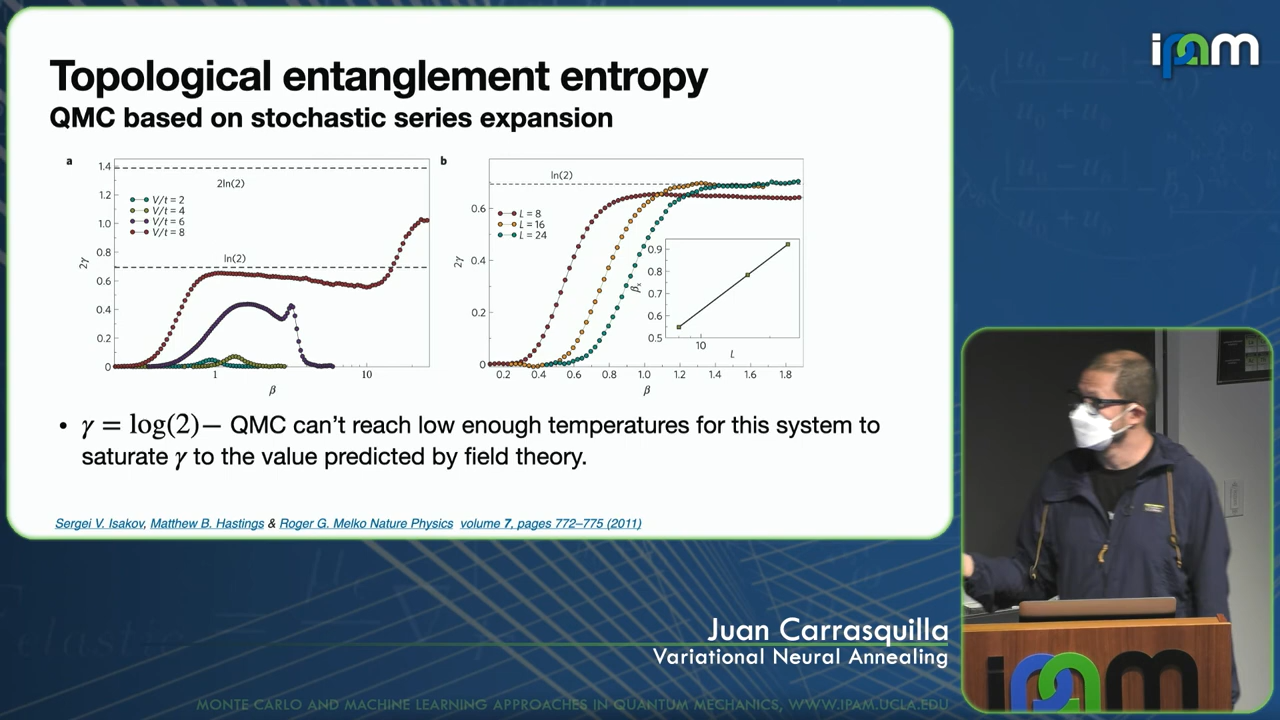 ipam
Topological entanglement entropy
QMC based on stochastic series expansion
a
1.4
1.2
1.0
0.8
0.6
0.4
0.2
0
2γ
2ln(2)
V/t = 2
V/t = 4
V/t = 6
V/t = 8
ln(2)
1
10
β
b
0.6
0.4
0.2
0
2γ
ln(2)
L = 8
L = 16
L = 24
0.9
0.8
0.7
0.6
0.5
βx
10
L
0.2 0.4 0.6 0.8 1.0 1.2 1.4 1.6 1.8
β
• γ = log(2)— QMC can't reach low enough temperatures for this system to
saturate γ to the value predicted by field theory.
Sergei V. Isakov, Matthew B. Hastings & Roger G. Melko Nature Physics volume 7, pages 772–775 (2011)
Juan Carrasquilla
Variational Neural Annealing
ipam
MONTE CARLO AND MACHINE LEARNING APPROACHES IN QUANTUM MECHANICS, WWW.IPAM.UCLA.EDU